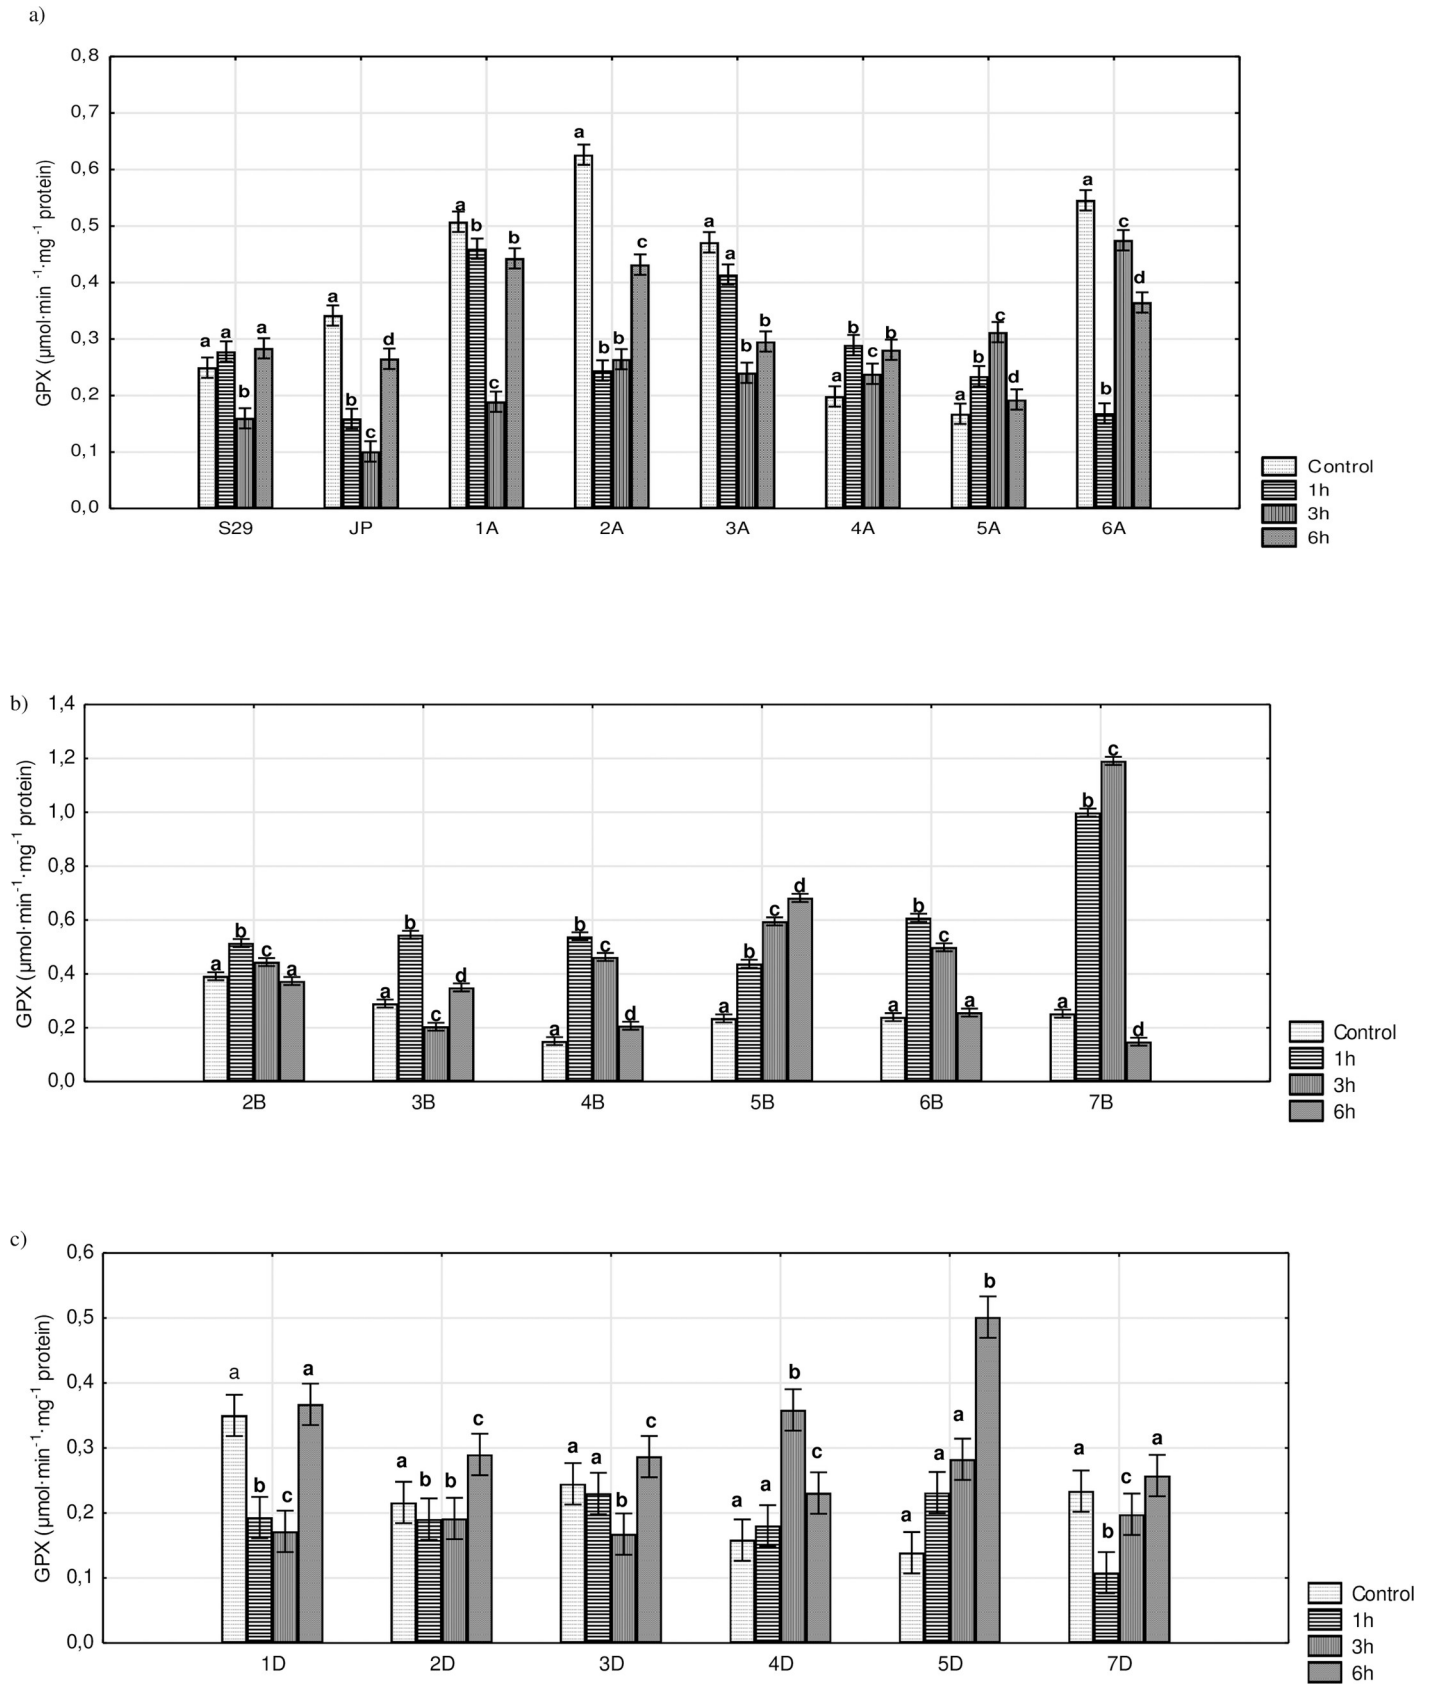 a)
0,8
0,7
0,6
0,5
0,4
0,3
0,2
0,1
0,0
GPX (µmol·min⁻¹·mg⁻¹ protein)
a a b a
a b c d
a b c b
a b b c
a a b b
a b c b
a b c d
a b c d
S29 JP 1A 2A 3A 4A 5A 6A
Control
1h
3h
6h
b)
1,4
1,2
1,0
0,8
0,6
0,4
0,2
0,0
GPX (µmol·min⁻¹·mg⁻¹ protein)
a b c a
a b c d
a b c d
a b c d
a b c a
a b c d
2B 3B 4B 5B 6B 7B
Control
1h
3h
6h
c)
0,6
0,5
0,4
0,3
0,2
0,1
0,0
GPX (µmol·min⁻¹·mg⁻¹ protein)
a b c a
a b b c
a a b c
a a b c
a a a b
a b c a
1D 2D 3D 4D 5D 7D
Control
1h
3h
6h